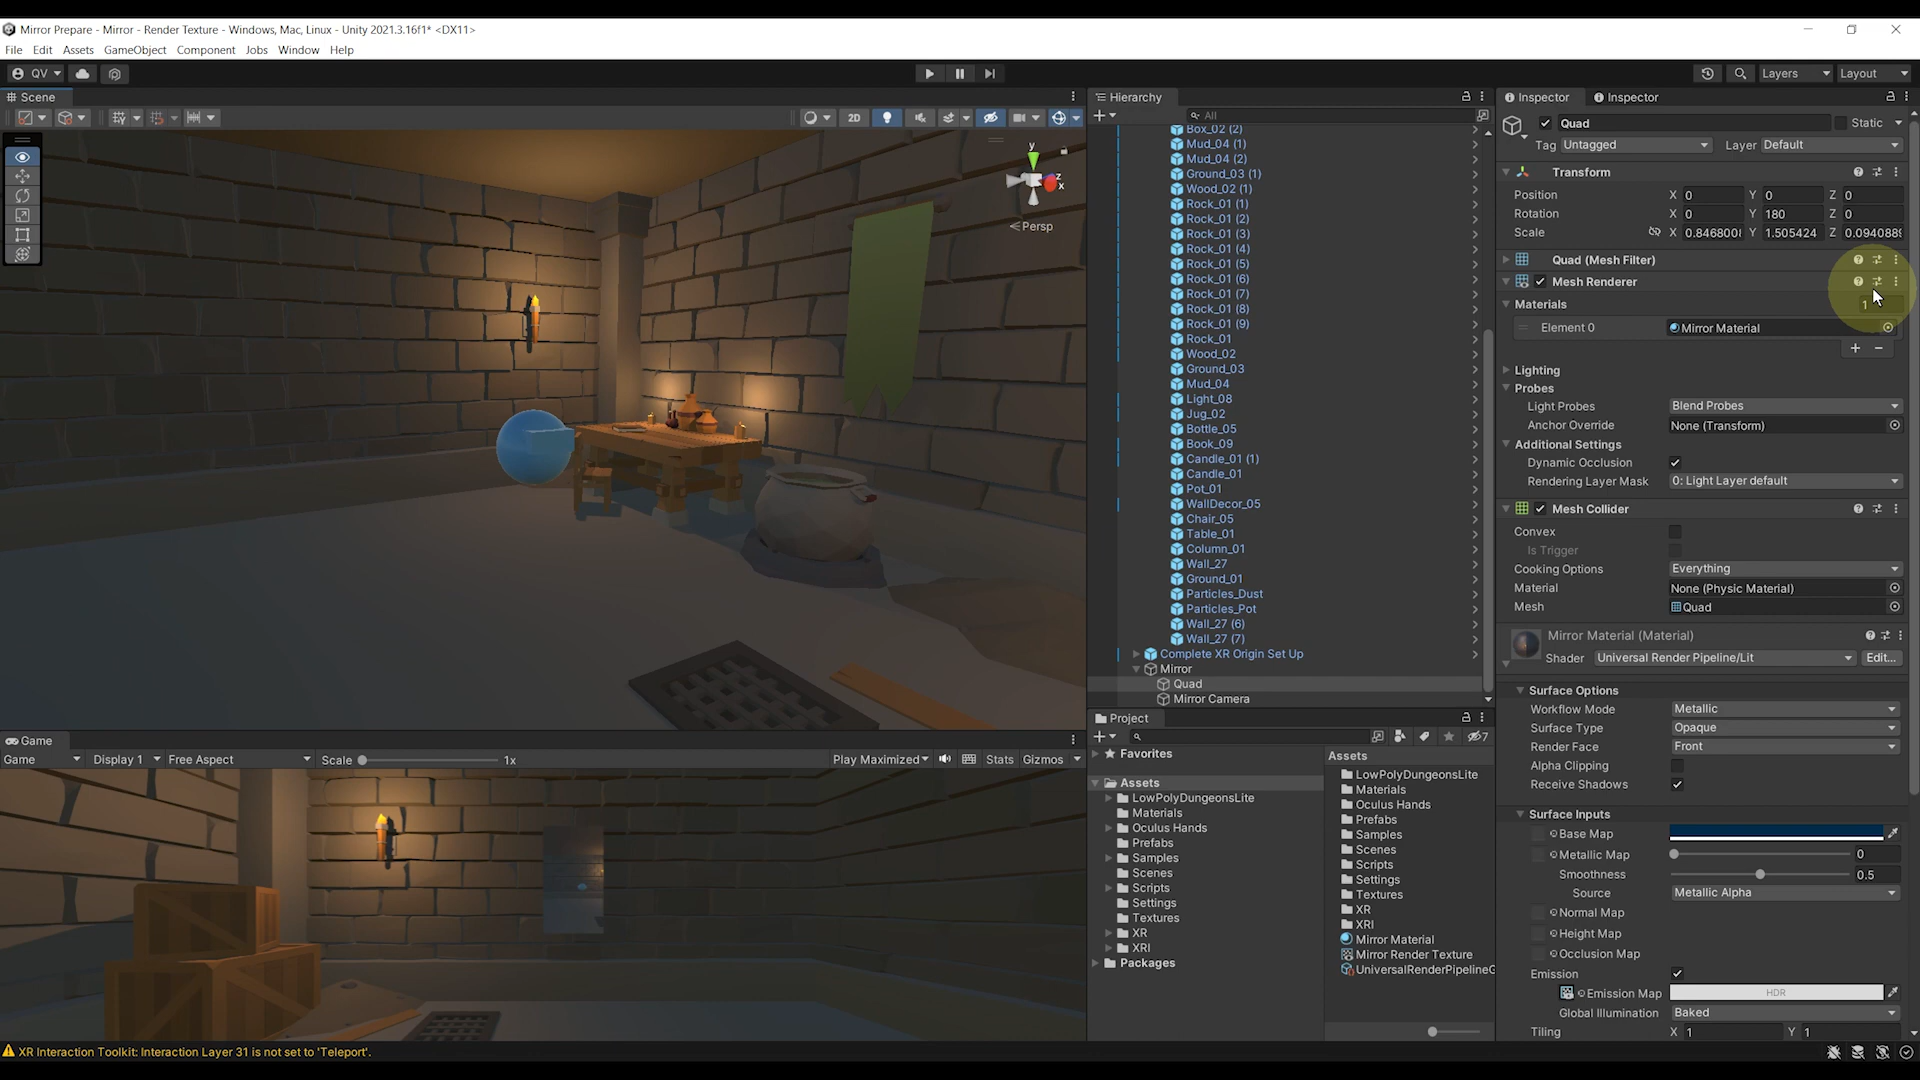 Mirror Prepare - Mirror - Render Texture - Windows, Mac, Linux - Unity 2021.3.16f1* <DX11>
File Edit Assets GameObject Component Jobs Window Help
QV Layers Layout
Scene
2D
y
z
x
Persp
Hierarchy
All
Box_02 (2)
Mud_04 (1)
Mud_04 (2)
Ground_03 (1)
Wood_02 (1)
Rock_01 (1)
Rock_01 (2)
Rock_01 (3)
Rock_01 (4)
Rock_01 (5)
Rock_01 (6)
Rock_01 (7)
Rock_01 (8)
Rock_01 (9)
Rock_01
Wood_02
Ground_03
Mud_04
Light_08
Jug_02
Bottle_05
Book_09
Candle_01 (1)
Candle_01
Pot_01
WallDecor_05
Chair_05
Table_01
Column_01
Wall_27
Ground_01
Particles_Dust
Particles_Pot
Wall_27 (6)
Wall_27 (7)
Complete XR Origin Set Up
Mirror
Quad
Mirror Camera
Game
Game Display 1 Free Aspect Scale 1x Play Maximized Stats Gizmos
Project
7
Favorites
Assets
LowPolyDungeonsLite
Materials
Oculus Hands
Prefabs
Samples
Scenes
Scripts
Settings
Textures
XR
XRI
Packages
Assets
LowPolyDungeonsLite
Materials
Oculus Hands
Prefabs
Samples
Scenes
Scripts
Settings
Textures
XR
XRI
Mirror Material
Mirror Render Texture
UniversalRenderPipelineG
Inspector Inspector
Quad Static
Tag Untagged Layer Default
Transform
Position X 0 Y 0 Z 0
Rotation X 0 Y 180 Z 0
Scale X 0.846800 Y 1.505424 Z 0.094088
Quad (Mesh Filter)
Mesh Renderer
Materials 1
Element 0 Mirror Material
Lighting
Probes
Light Probes Blend Probes
Anchor Override None (Transform)
Additional Settings
Dynamic Occlusion
Rendering Layer Mask 0: Light Layer default
Mesh Collider
Convex
Is Trigger
Cooking Options Everything
Material None (Physic Material)
Mesh Quad
Mirror Material (Material)
Shader Universal Render Pipeline/Lit Edit...
Surface Options
Workflow Mode Metallic
Surface Type Opaque
Render Face Front
Alpha Clipping
Receive Shadows
Surface Inputs
Base Map
Metallic Map 0
Smoothness 0.5
Source Metallic Alpha
Normal Map
Height Map
Occlusion Map
Emission
Emission Map HDR
Global Illumination Baked
Tiling X 1 Y 1
XR Interaction Toolkit: Interaction Layer 31 is not set to 'Teleport'.